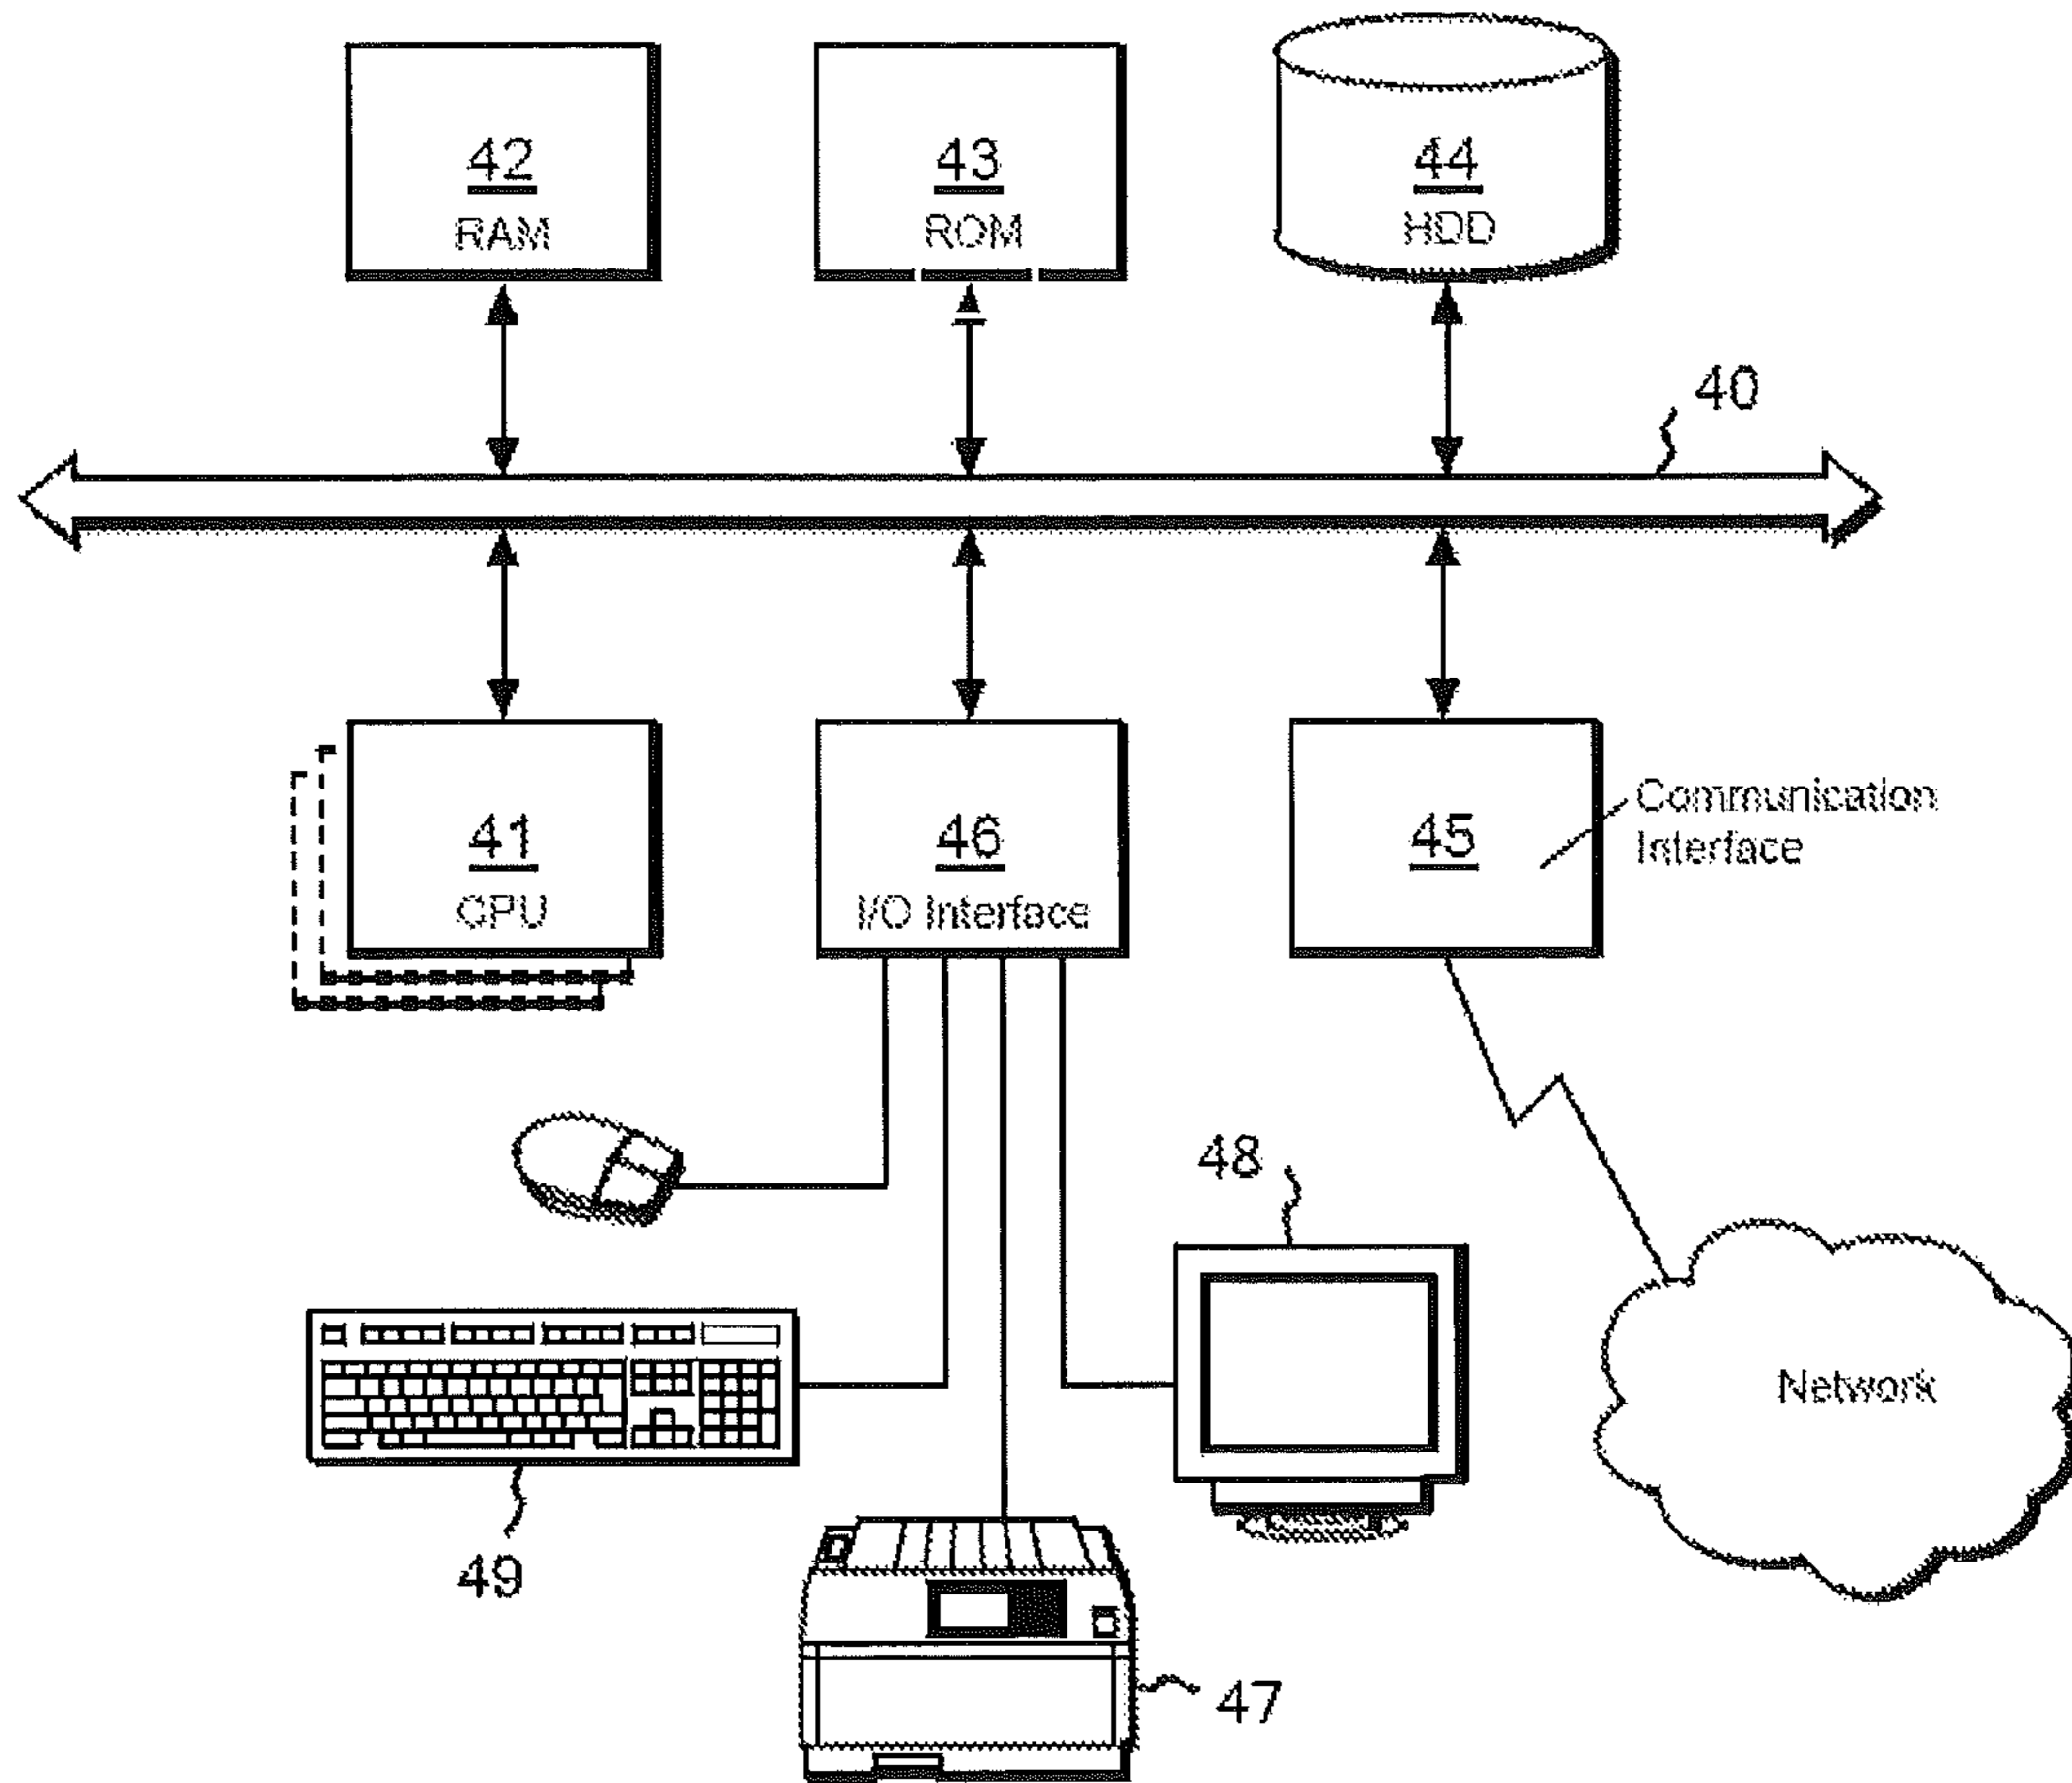 42
RAM
43
ROM
44
HDD
40
41
CPU
46
I/O Interface
45
Communication
Interface
48
Network
49
47